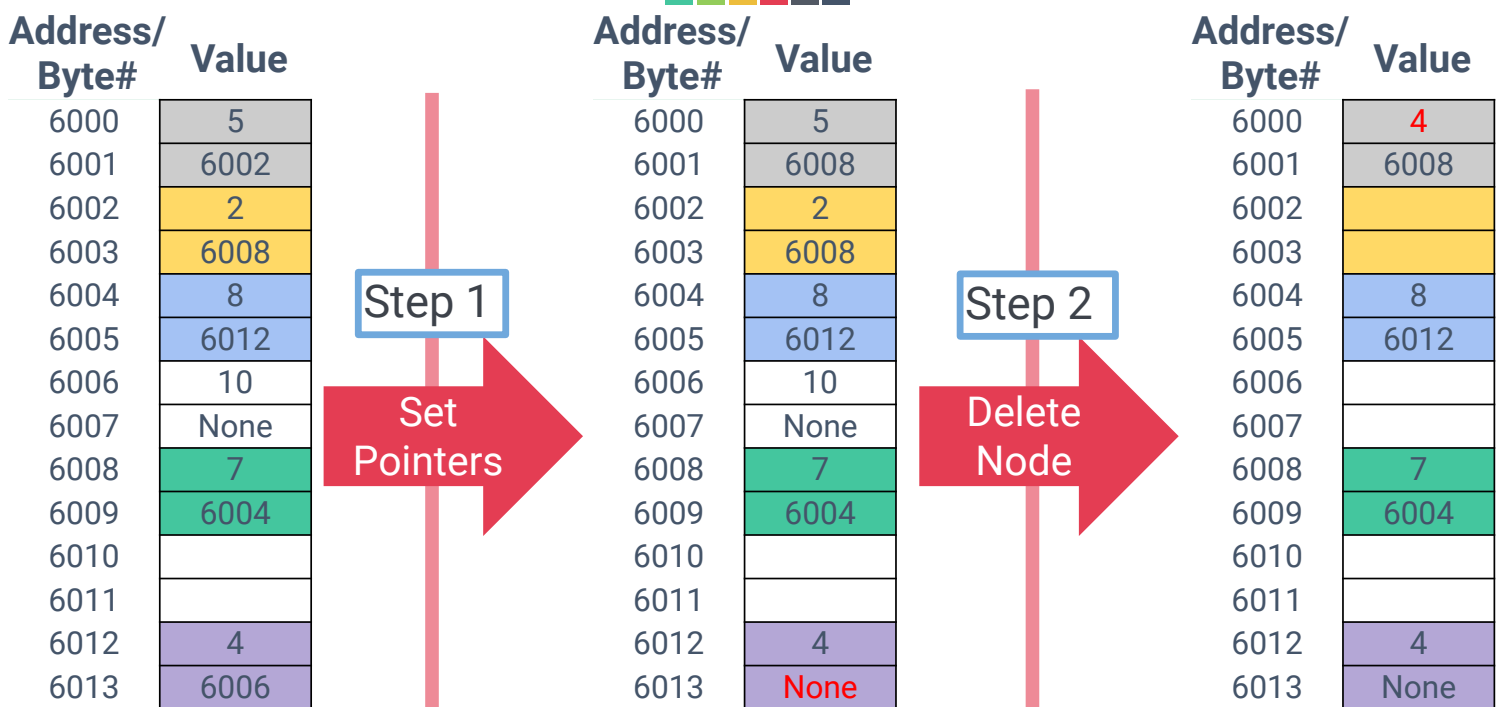 Address/ Byte# Value Address/ Byte# Value Address/ Byte# Value
6000 5 6000 5 6000 4
6001 6002 6001 6008 6001 6008
6002 2 6002 2 6002
6003 6008 6003 6008 6003
6004 8 Step 1 6004 8 Step 2 6004 8
6005 6012 6005 6012 6005 6012
6006 10 6006 10 6006
6007 None Set 6007 None Delete 6007
6008 7 Pointers 6008 7 Node 6008 7
6009 6004 6009 6004 6009 6004
6010 6010 6010
6011 6011 6011
6012 4 6012 4 6012 4
6013 6006 6013 None 6013 None